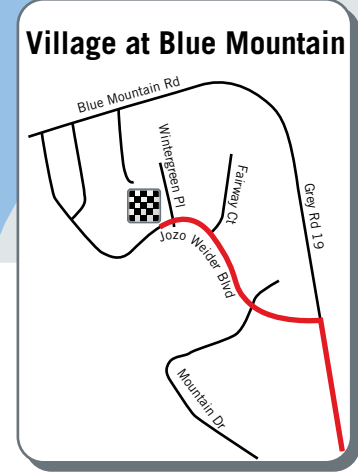 Village at Blue Mountain
Blue Mountain Rd
Wintergreen Pl
Fairway Ct
Grey Rd 19
Jozo Weider Blvd
Mountain Dr